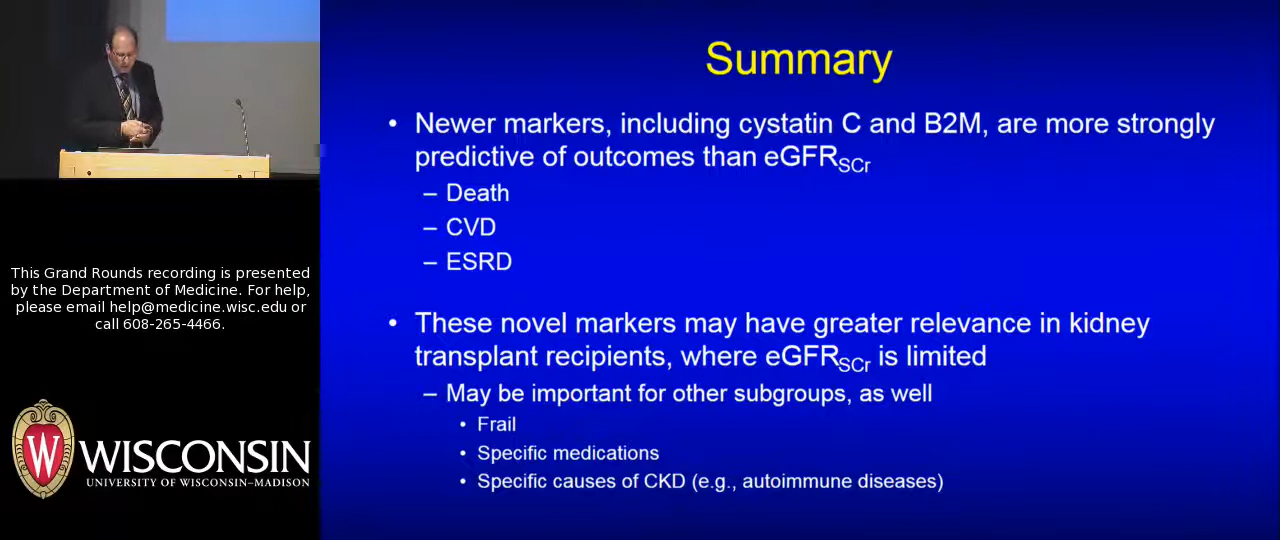 Summary
• Newer markers, including cystatin C and B2M, are more strongly
predictive of outcomes than eGFRSCr
– Death
– CVD
– ESRD
• These novel markers may have greater relevance in kidney
transplant recipients, where eGFRSCr is limited
– May be important for other subgroups, as well
• Frail
• Specific medications
• Specific causes of CKD (e.g., autoimmune diseases)
This Grand Rounds recording is presented
by the Department of Medicine. For help,
please email help@medicine.wisc.edu or
call 608-265-4466.
W
WISCONSIN
UNIVERSITY OF WISCONSIN–MADISON